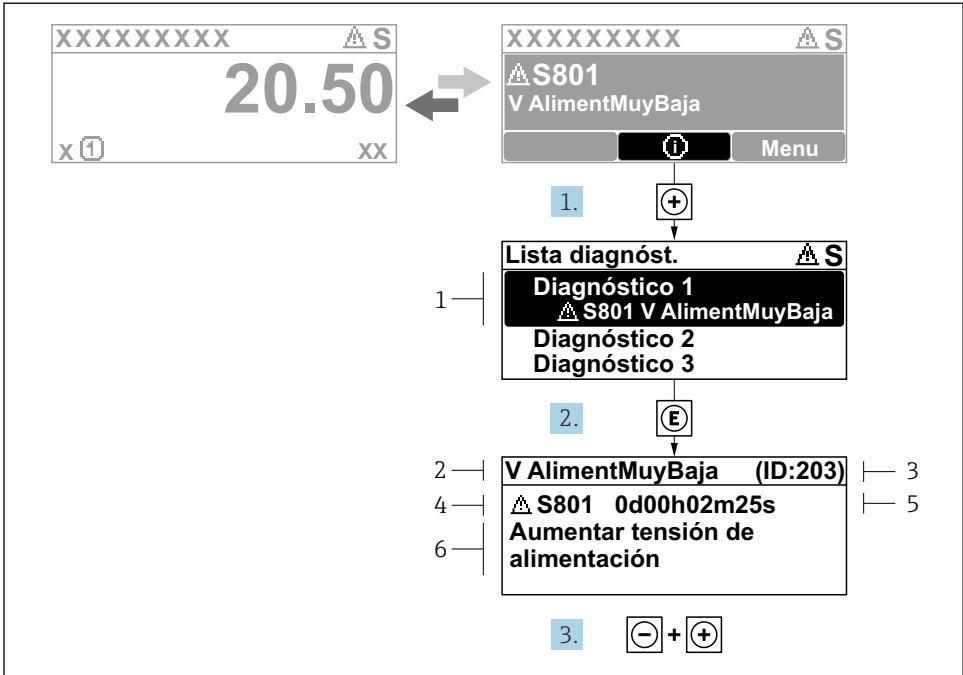 XXXXXXXXX ⚠ S
20.50
x 1 XX
XXXXXXXXX ⚠ S
⚠ S801
V AlimentMuyBaja
i Menu
1. +
Lista diagnóst. ⚠ S
1
Diagnóstico 1
⚠ S801 V AlimentMuyBaja
Diagnóstico 2
Diagnóstico 3
2. E
2 V AlimentMuyBaja (ID:203) 3
4 ⚠ S801 0d00h02m25s 5
6
Aumentar tensión de
alimentación
3. - + +